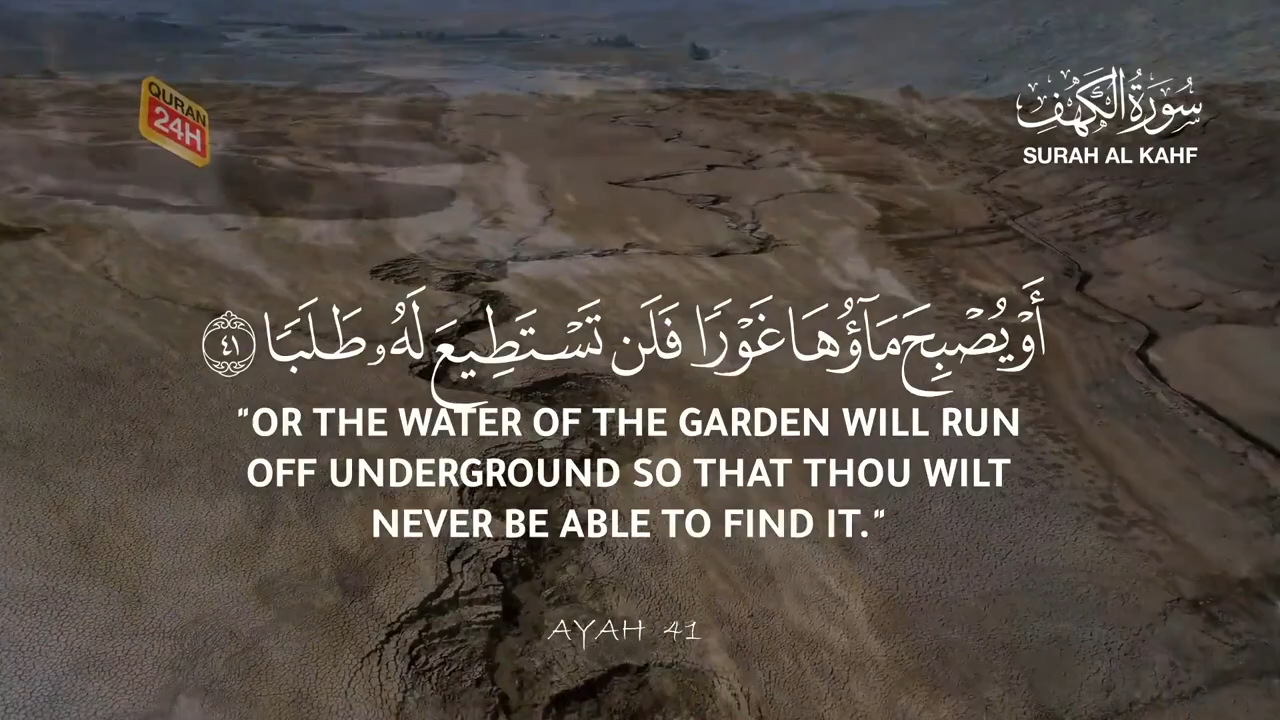 QURAN
24H
سُورَةُ الْكَهْفِ
SURAH AL KAHF
أَوْ يُصْبِحَ مَآؤُهَا غَوْرًا فَلَن تَسْتَطِيعَ لَهُۥ طَلَبًا ٤١
"OR THE WATER OF THE GARDEN WILL RUN
OFF UNDERGROUND SO THAT THOU WILT
NEVER BE ABLE TO FIND IT."
AYAH 41